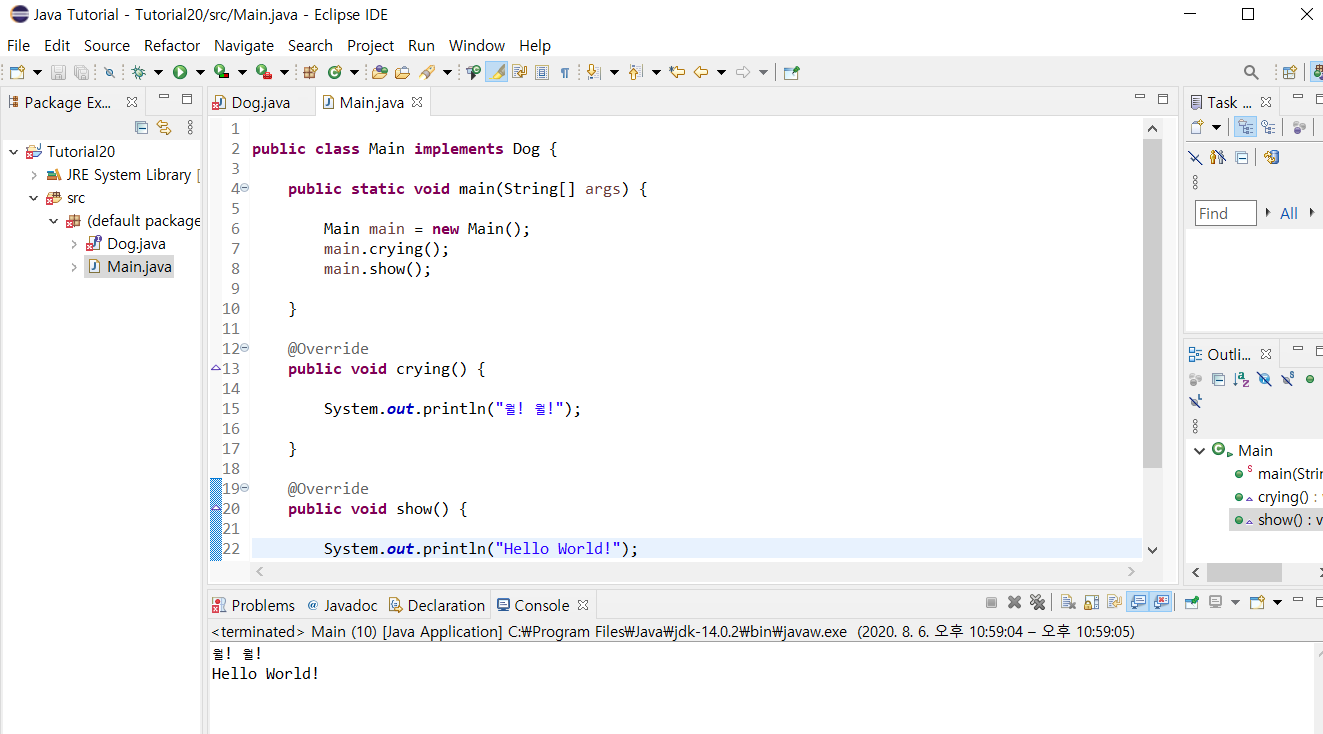 Java Tutorial - Tutorial20/src/Main.java - Eclipse IDE
File Edit Source Refactor Navigate Search Project Run Window Help
Package Ex...
Tutorial20
JRE System Library [
src
(default package
Dog.java
Main.java
Dog.java Main.java
1
2 public class Main implements Dog {
3
4 public static void main(String[] args) {
5
6 Main main = new Main();
7 main.crying();
8 main.show();
9
10 }
11
12 @Override
13 public void crying() {
14
15 System.out.println("월! 월!");
16
17 }
18
19 @Override
20 public void show() {
21
22 System.out.println("Hello World!");
Task ...
Find All
Outli...
Main
main(Strin
crying() : v
show() : v
Problems @ Javadoc Declaration Console
<terminated> Main (10) [Java Application] C:₩Program Files₩Java₩jdk-14.0.2₩bin₩javaw.exe (2020. 8. 6. 오후 10:59:04 – 오후 10:59:05)
월! 월!
Hello World!